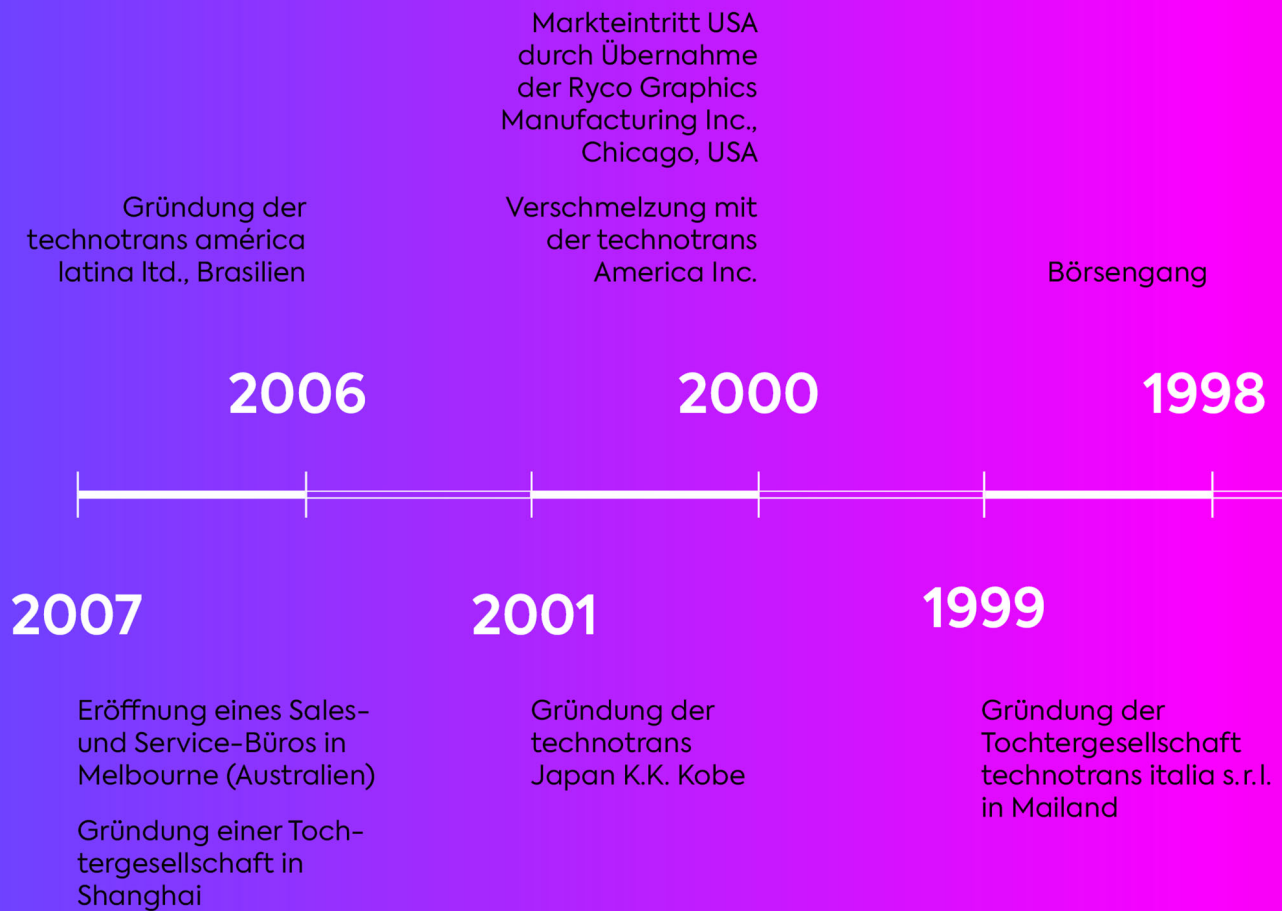 Markteintritt USA
durch Übernahme
der Ryco Graphics
Manufacturing Inc.,
Chicago, USA
Gründung der
technotrans américa
latina ltd., Brasilien
Verschmelzung mit
der technotrans
America Inc.
Börsengang
2006
2000
1998
2007
2001
1999
Eröffnung eines Sales-
und Service-Büros in
Melbourne (Australien)
Gründung einer Toch-
tergesellschaft in
Shanghai
Gründung der
technotrans
Japan K.K. Kobe
Gründung der
Tochtergesellschaft
technotrans italia s.r.l.
in Mailand